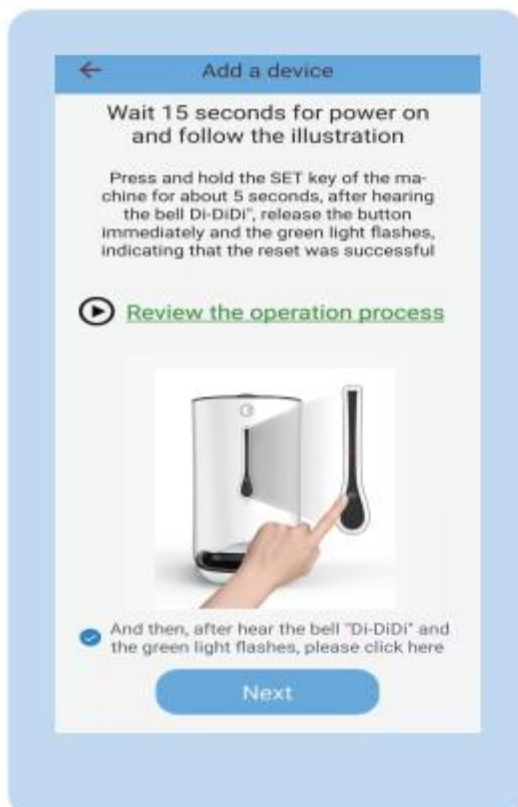 Add a device
Wait 15 seconds for power on
and follow the illustration
Press and hold the SET key of the ma-
chine for about 5 seconds, after hearing
the bell Di-DiDi", release the button
immediately and the green light flashes,
indicating that the reset was successful
Review the operation process
And then, after hear the bell "Di-DiDi" and
the green light flashes, please click here
Next